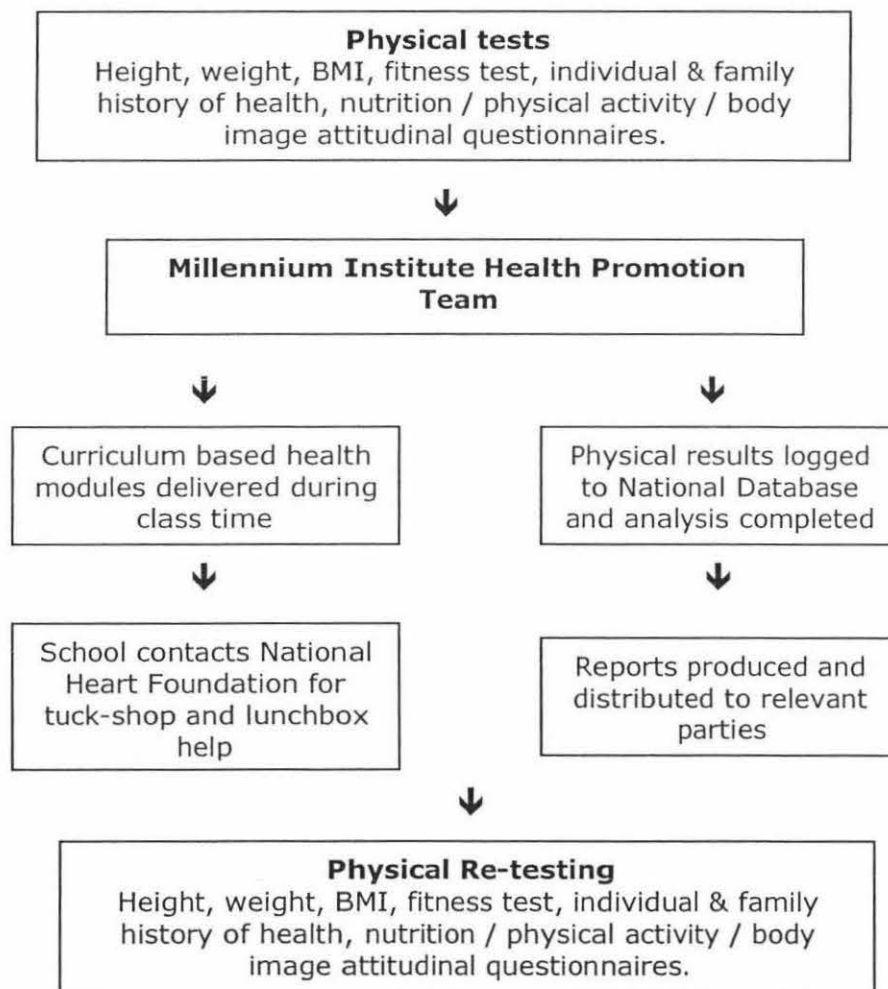 Physical tests
Height, weight, BMI, fitness test, individual & family
history of health, nutrition / physical activity / body
image attitudinal questionnaires.
Millennium Institute Health Promotion
Team
Curriculum based health
modules delivered during
class time
Physical results logged
to National Database
and analysis completed
School contacts National
Heart Foundation for
tuck-shop and lunchbox
help
Reports produced and
distributed to relevant
parties
Physical Re-testing
Height, weight, BMI, fitness test, individual & family
history of health, nutrition / physical activity / body
image attitudinal questionnaires.